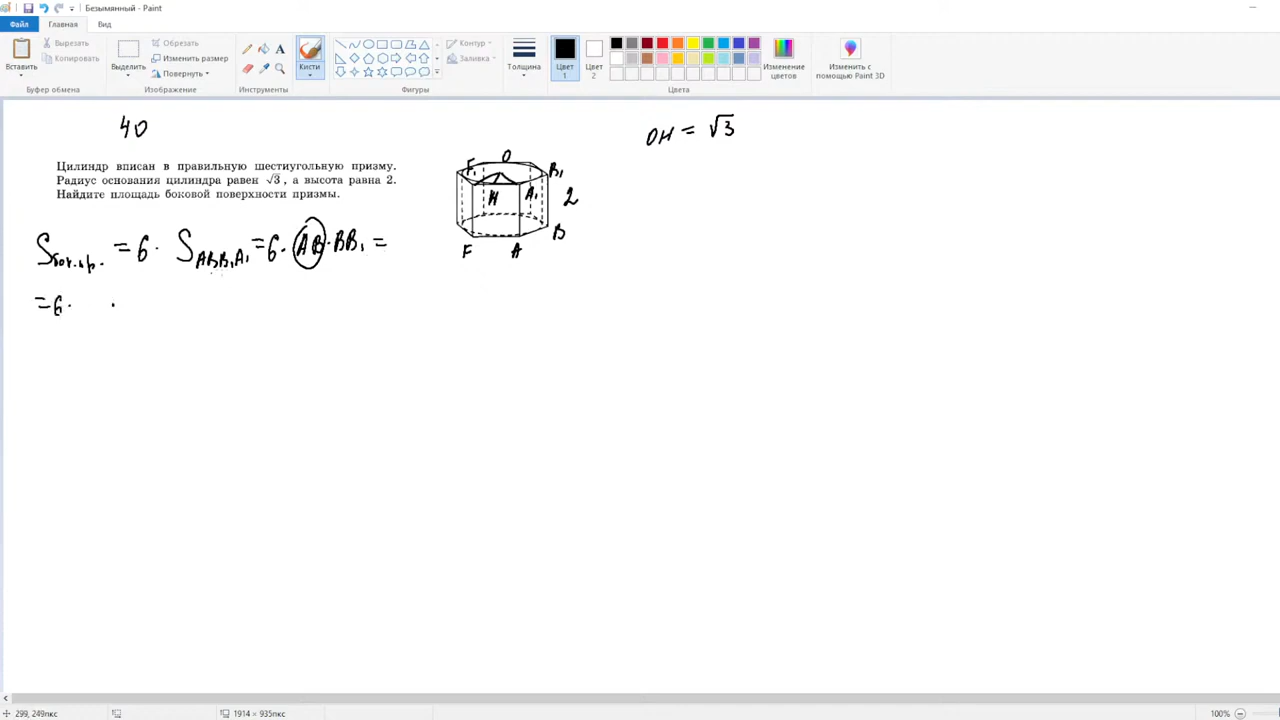 Безымянный - Paint
Файл
Главная
Вид
Вставить
Вырезать
Копировать
Буфер обмена
Выделить
Обрезать
Изменить размер
Повернуть
Изображение
A
Инструменты
Кисти
Контур
Заливка
Фигуры
Толщина
Цвет 1
Цвет 2
Изменение цветов
Цвета
Изменить с помощью Paint 3D
40
OH = √3
Цилиндр вписан в правильную шестиугольную призму.
Радиус основания цилиндра равен √3, а высота равна 2.
Найдите площадь боковой поверхности призмы.
F₁ O B₁
H A₁ 2
F A B
S бок.пр. = 6 · S ABB₁A₁ = 6 · AB · BB₁ =
= 6 · ·
299, 249пкс
1914 × 935пкс
100%